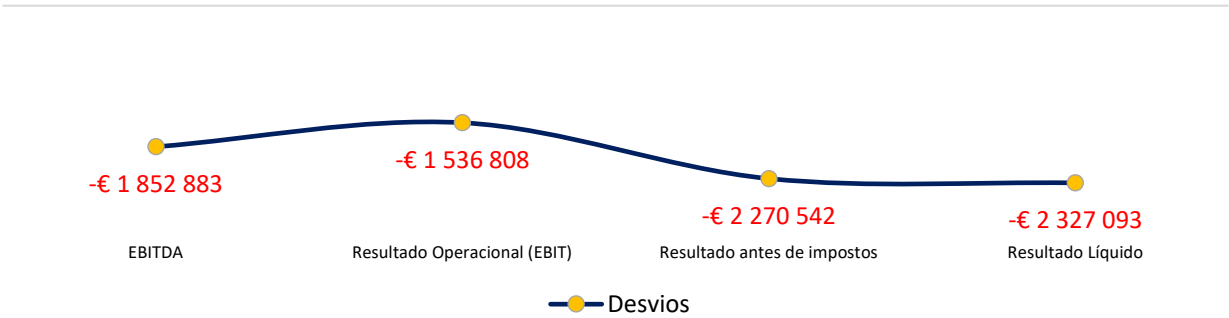 -€ 1 852 883
-€ 1 536 808
-€ 2 270 542
-€ 2 327 093
EBITDA
Resultado Operacional (EBIT)
Resultado antes de impostos
Resultado Líquido
Desvios